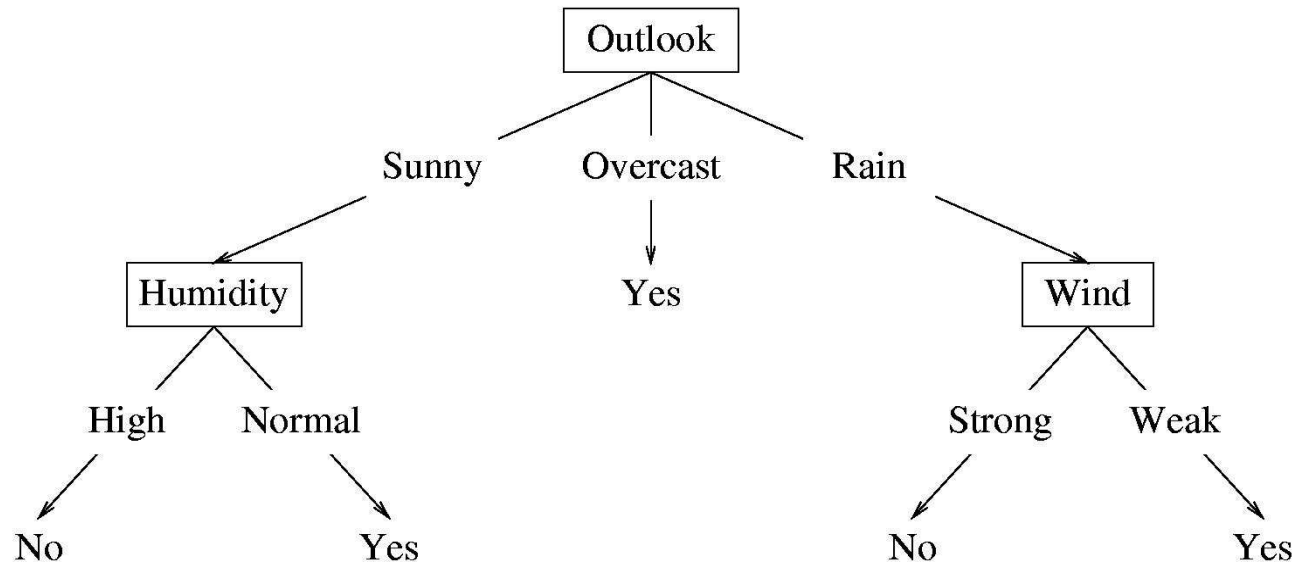 Outlook
Sunny Overcast Rain
Humidity Yes Wind
High Normal Strong Weak
No Yes No Yes